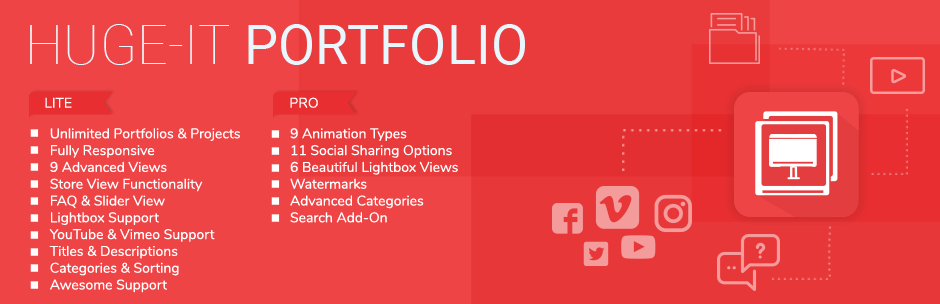 HUGE-IT PORTFOLIO
LITE
Unlimited Portfolios & Projects
Fully Responsive
9 Advanced Views
Store View Functionality
FAQ & Slider View
Lightbox Support
YouTube & Vimeo Support
Titles & Descriptions
Categories & Sorting
Awesome Support
PRO
9 Animation Types
11 Social Sharing Options
6 Beautiful Lightbox Views
Watermarks
Advanced Categories
Search Add-On
?